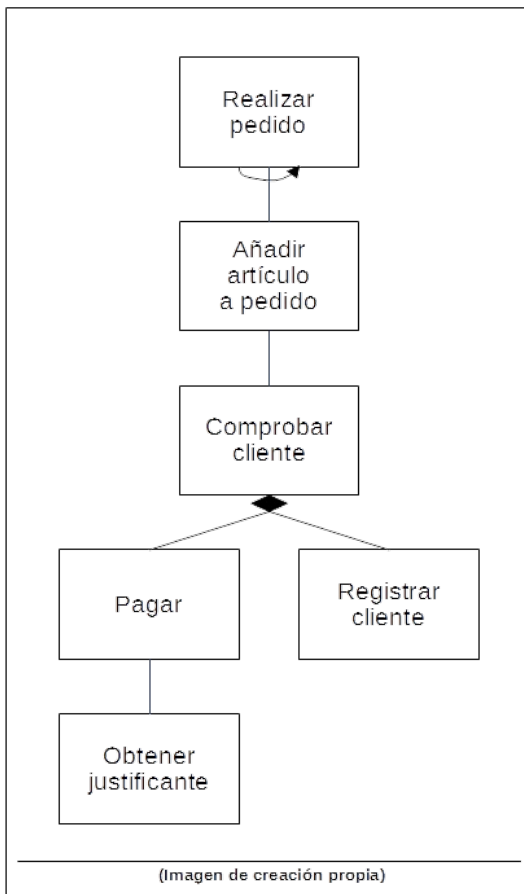 Realizar
pedido
Añadir
artículo
a pedido
Comprobar
cliente
Pagar
Registrar
cliente
Obtener
justificante
(Imagen de creación propia)